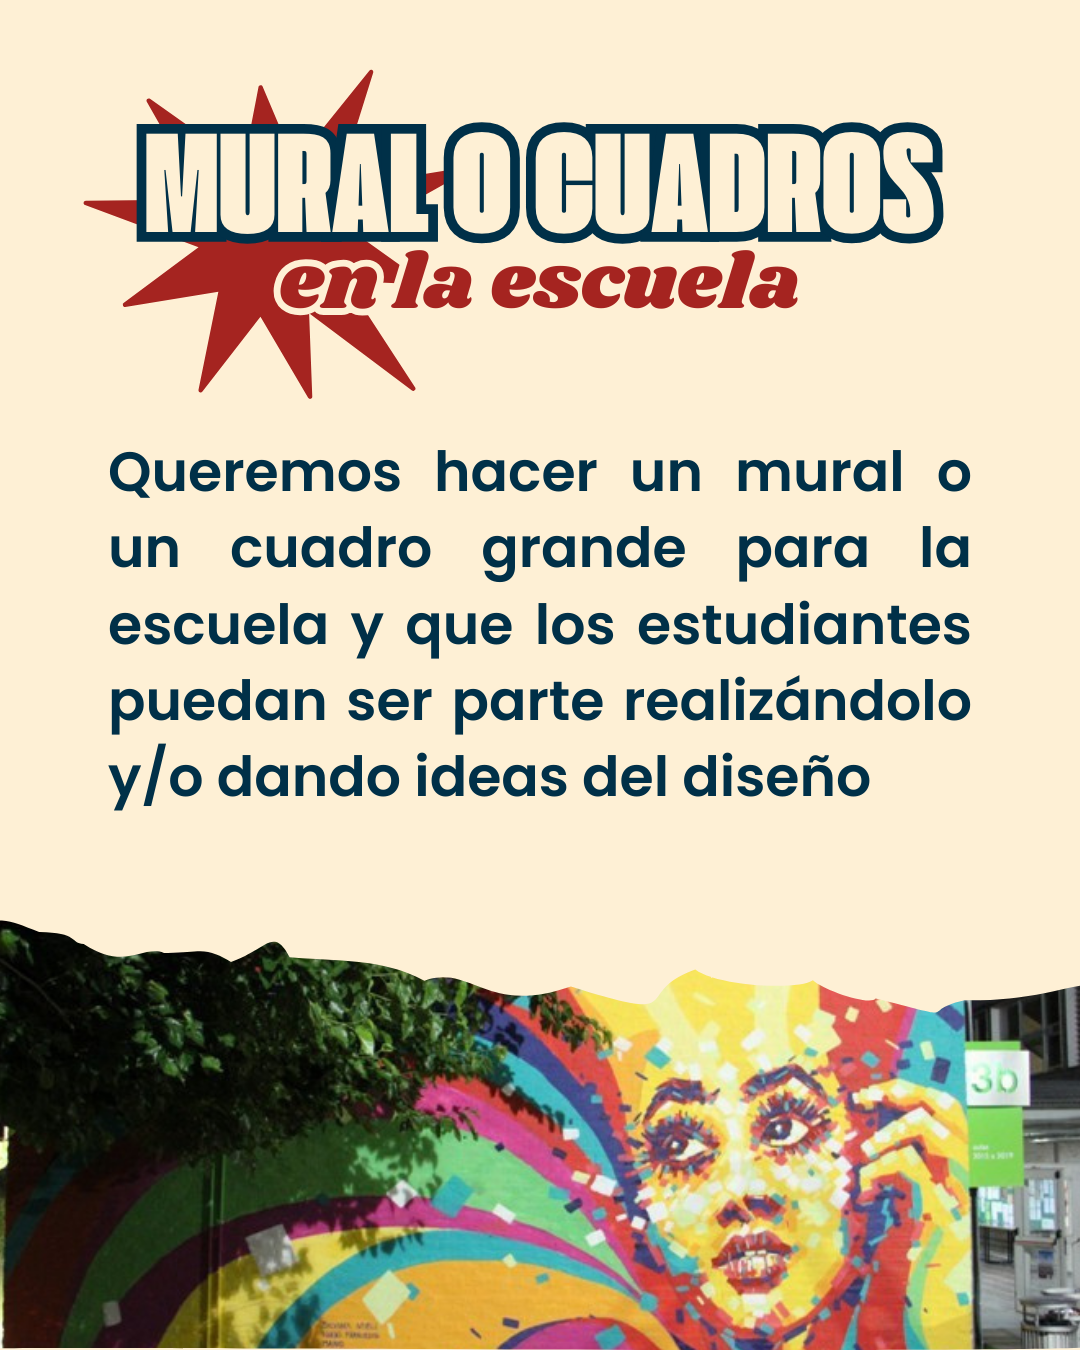 MURAL O CUADROS
en la escuela
Queremos hacer un mural o
un cuadro grande para la
escuela y que los estudiantes
puedan ser parte realizándolo
y/o dando ideas del diseño
3b